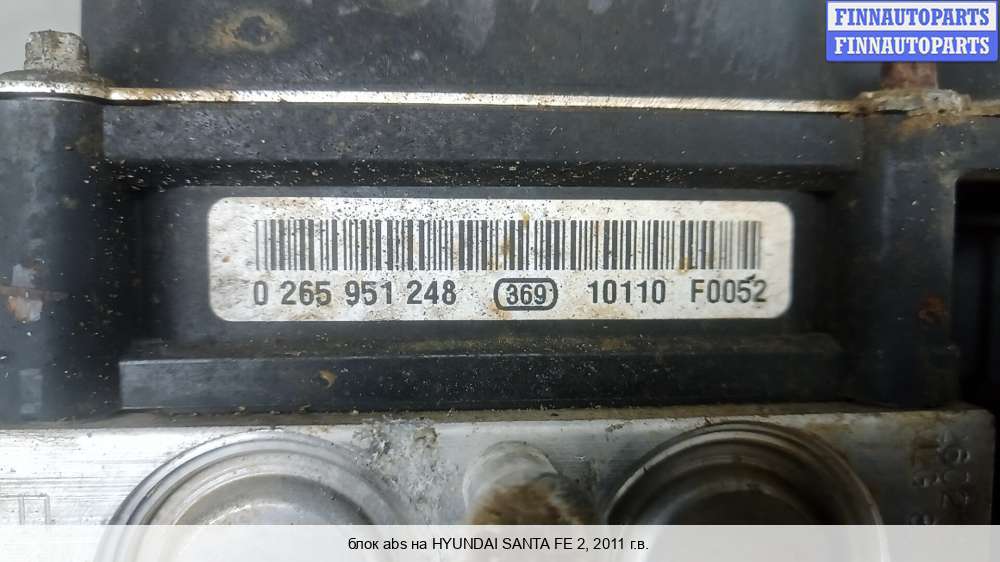 FINNAUTOPARTS
FINNAUTOPARTS
0 265 951 248 369 10110 F0052
блок abs на HYUNDAI SANTA FE 2, 2011 г.в.